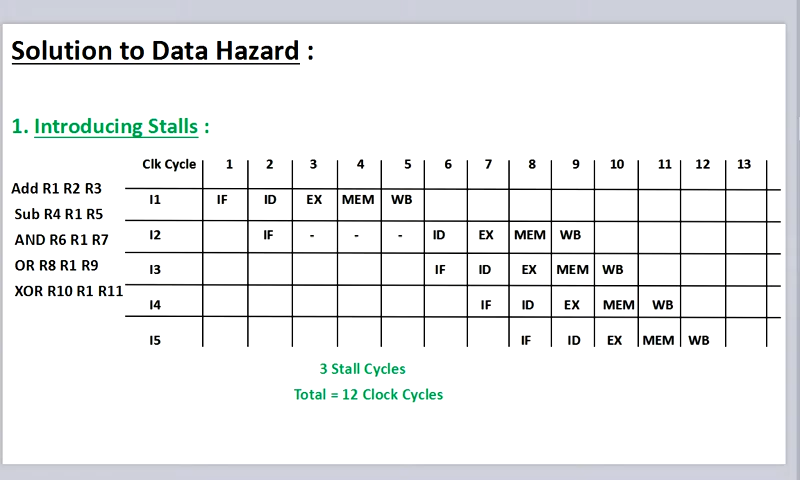 Solution to Data Hazard :
1. Introducing Stalls :
Clk Cycle 1 2 3 4 5 6 7 8 9 10 11 12 13
Add R1 R2 R3
Sub R4 R1 R5
AND R6 R1 R7
OR R8 R1 R9
XOR R10 R1 R11
I1 IF ID EX MEM WB
I2 IF - - - ID EX MEM WB
I3 IF ID EX MEM WB
I4 IF ID EX MEM WB
I5 IF ID EX MEM WB
3 Stall Cycles
Total = 12 Clock Cycles